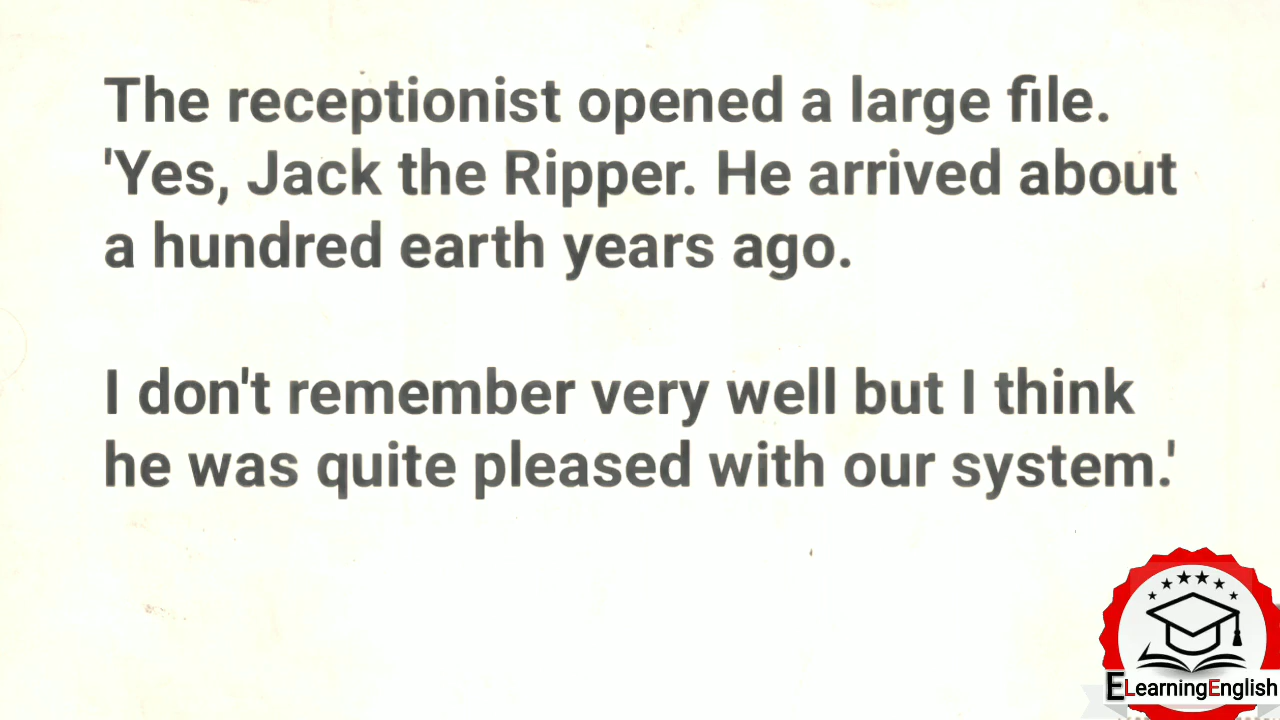 The receptionist opened a large file.
'Yes, Jack the Ripper. He arrived about
a hundred earth years ago.
I don't remember very well but I think
he was quite pleased with our system.'
ELearningEnglish